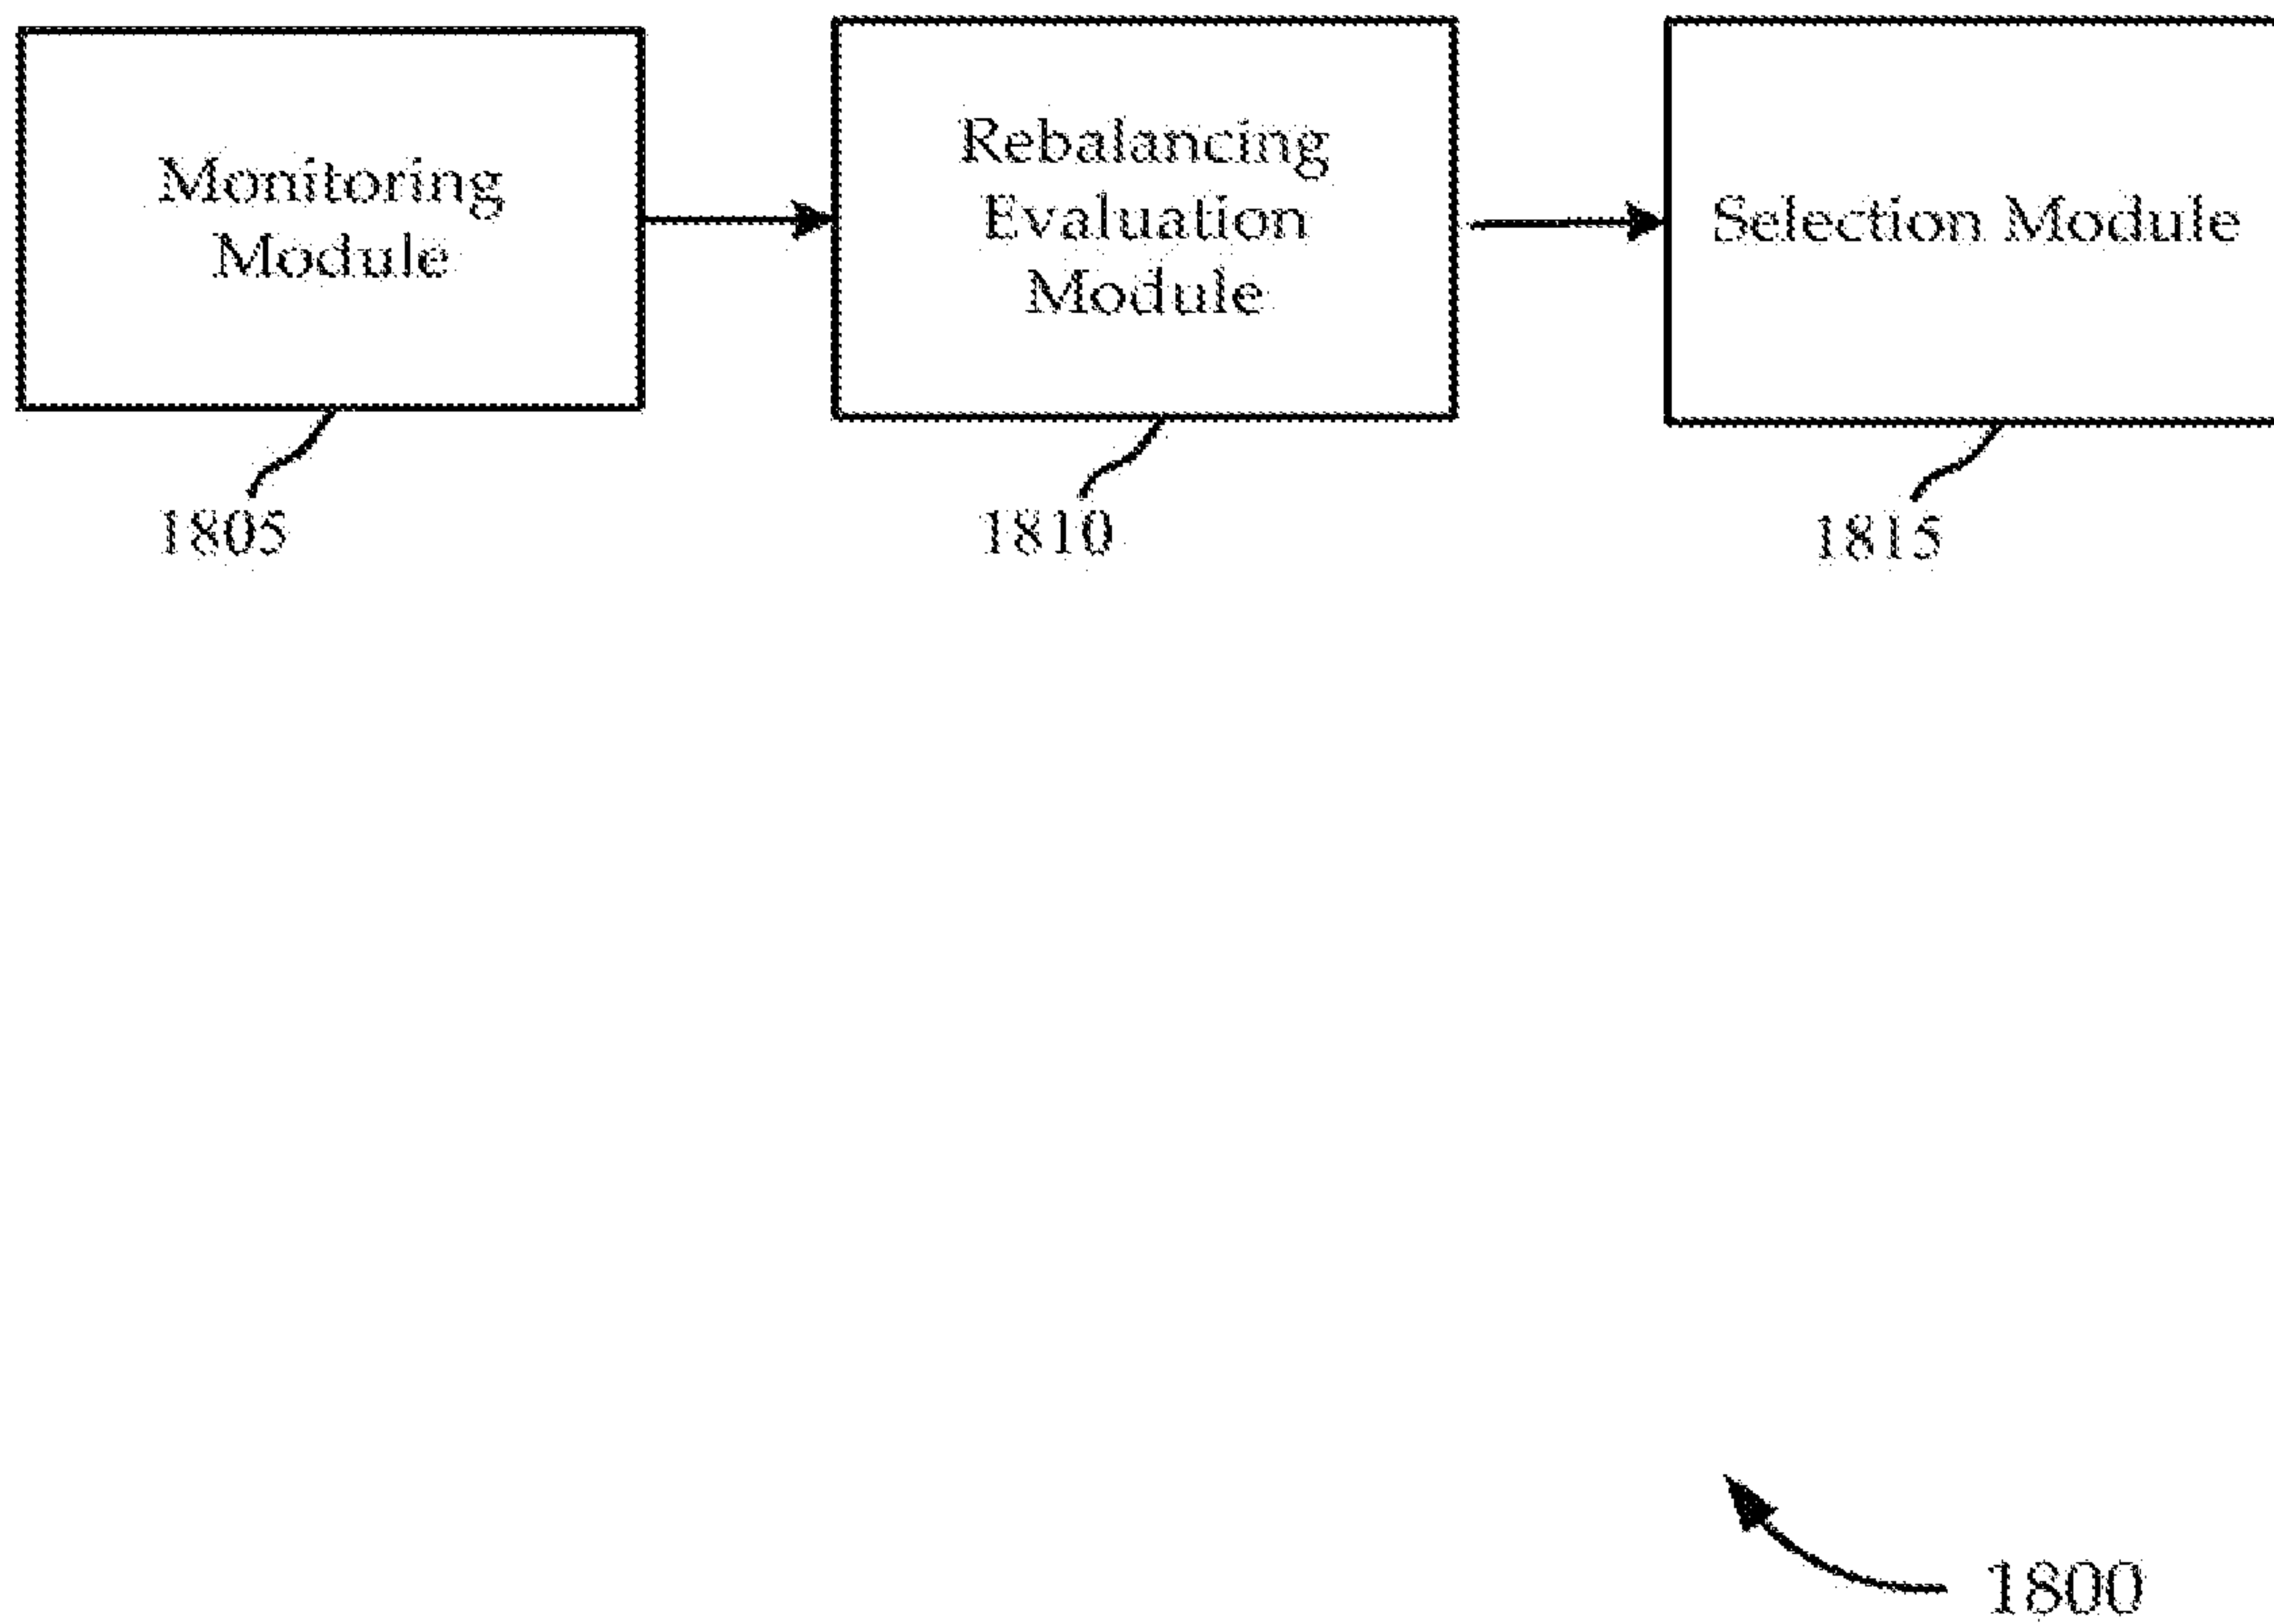 Monitoring
Module
Rebalancing
Evaluation
Module
Selection Module
1805
1810
1815
1800